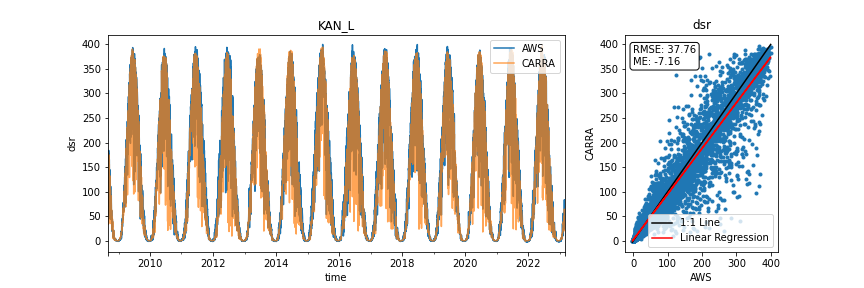 KAN_L
dsr
400
350
300
250
200
150
100
50
0
2010
2012
2014
2016
2018
2020
2022
time
AWS
CARRA
dsr
CARRA
400
350
300
250
200
150
100
50
0
0
100
200
300
400
AWS
RMSE: 37.76
ME: -7.16
1:1 Line
Linear Regression